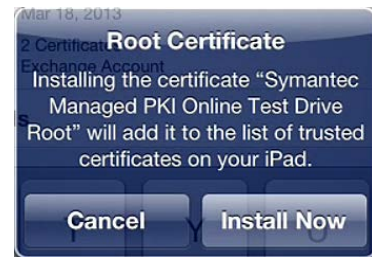 Mar 18, 2013
2 Certificates
Root Certificate
Exchange Account
Installing the certificate “Symantec
Managed PKI Online Test Drive
Root” will add it to the list of trusted
certificates on your iPad.
Cancel
Install Now
Y